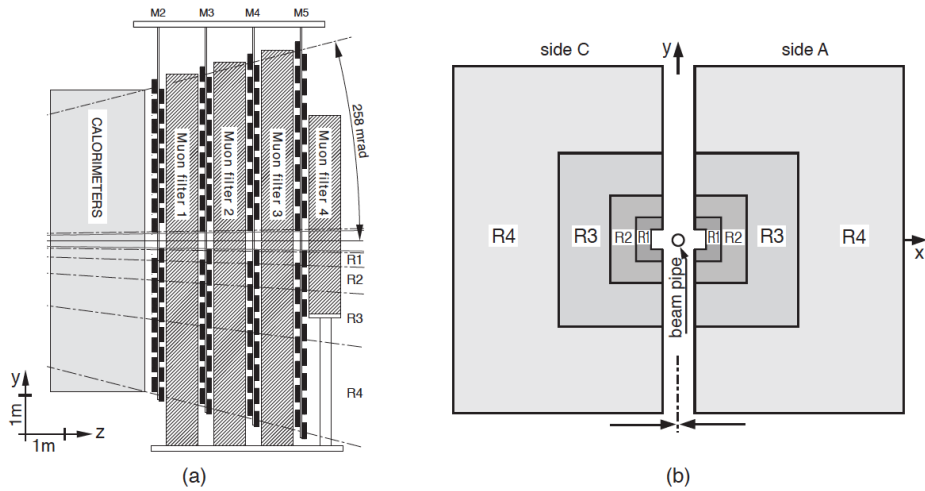 M2 M3 M4 M5
CALORIMETERS
Muon filter 1
Muon filter 2
Muon filter 3
Muon filter 4
258 mrad
R1
R2
R3
R4
y
1m
1m
z
(a)
side C
y
side A
R4 R3 R2 R1 R1 R2 R3 R4
x
beam pipe
(b)